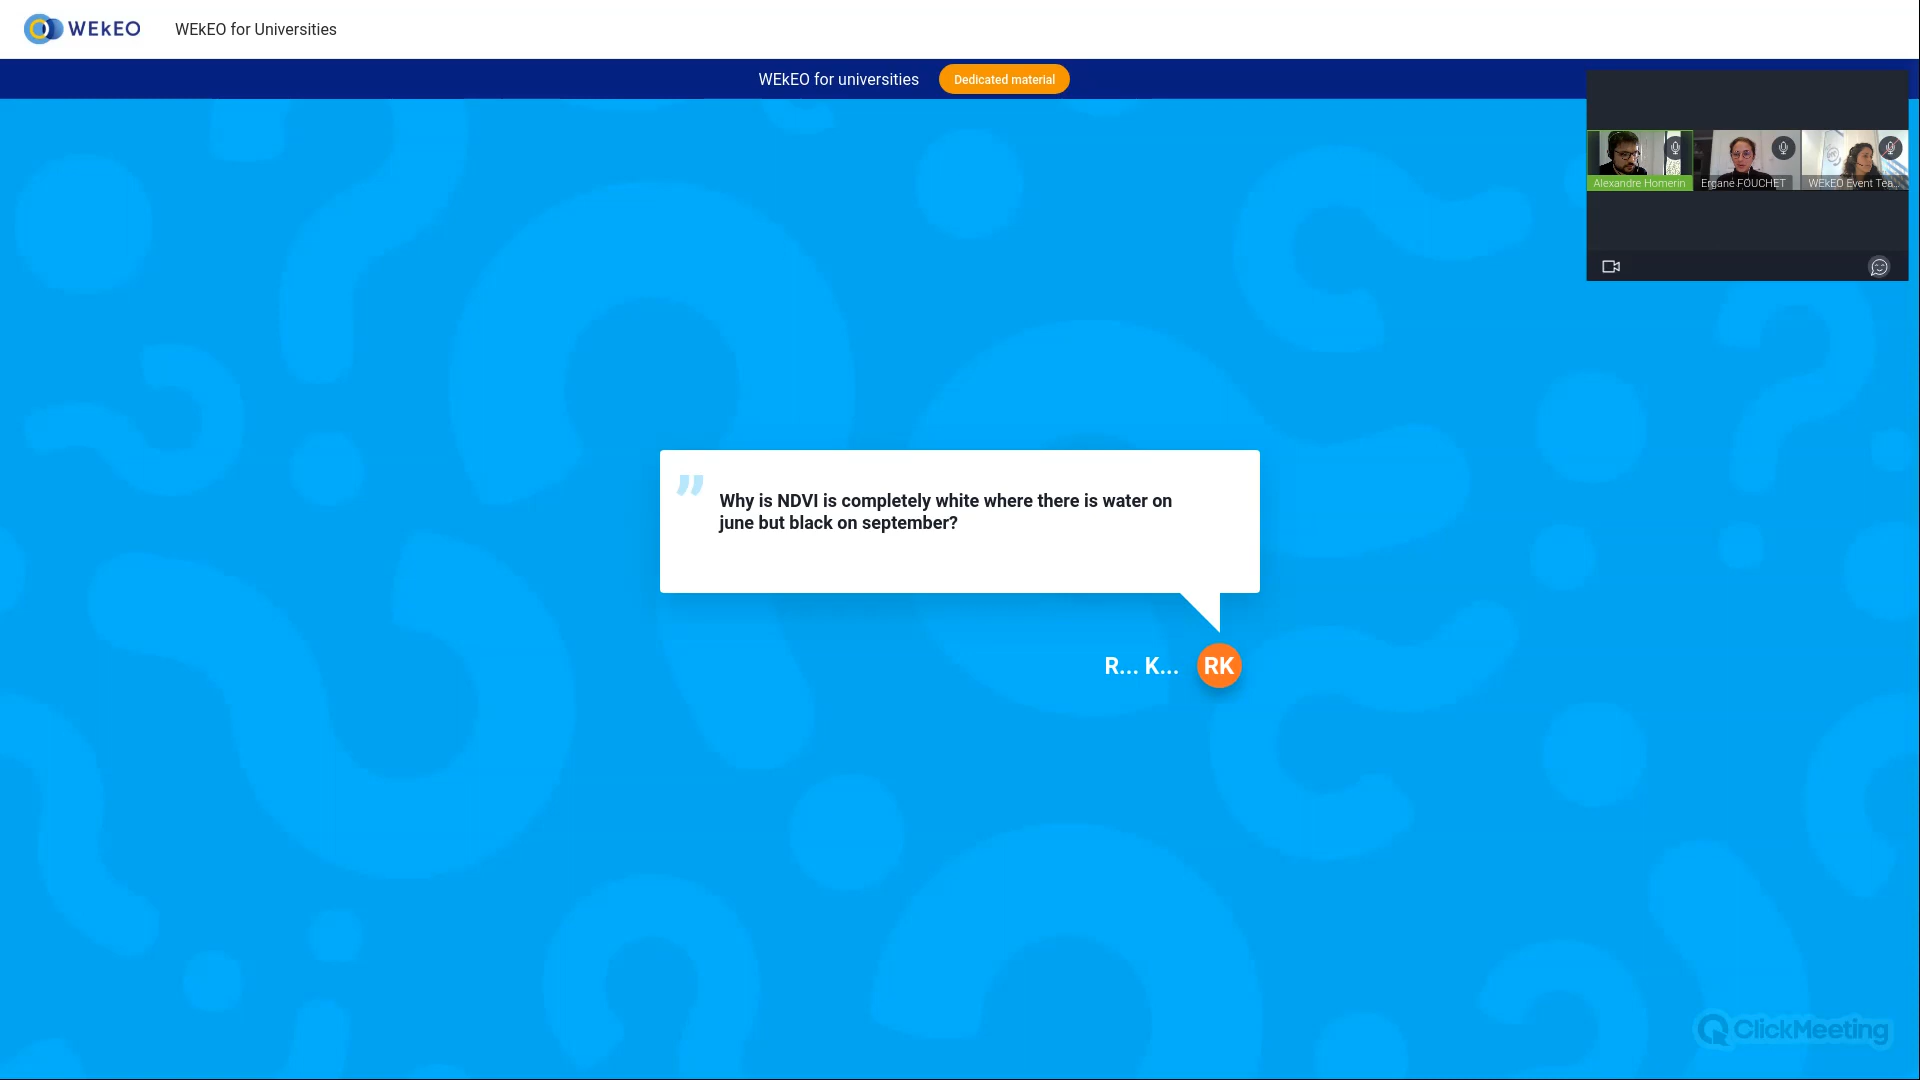 WEkEO
WEkEO for Universities
WEkEO for universities
Dedicated material
Alexandre Homerin
Ergané FOUCHET
WEkEO Event Tea...
Why is NDVI is completely white where there is water on
june but black on september?
R... K...
RK
ClickMeeting